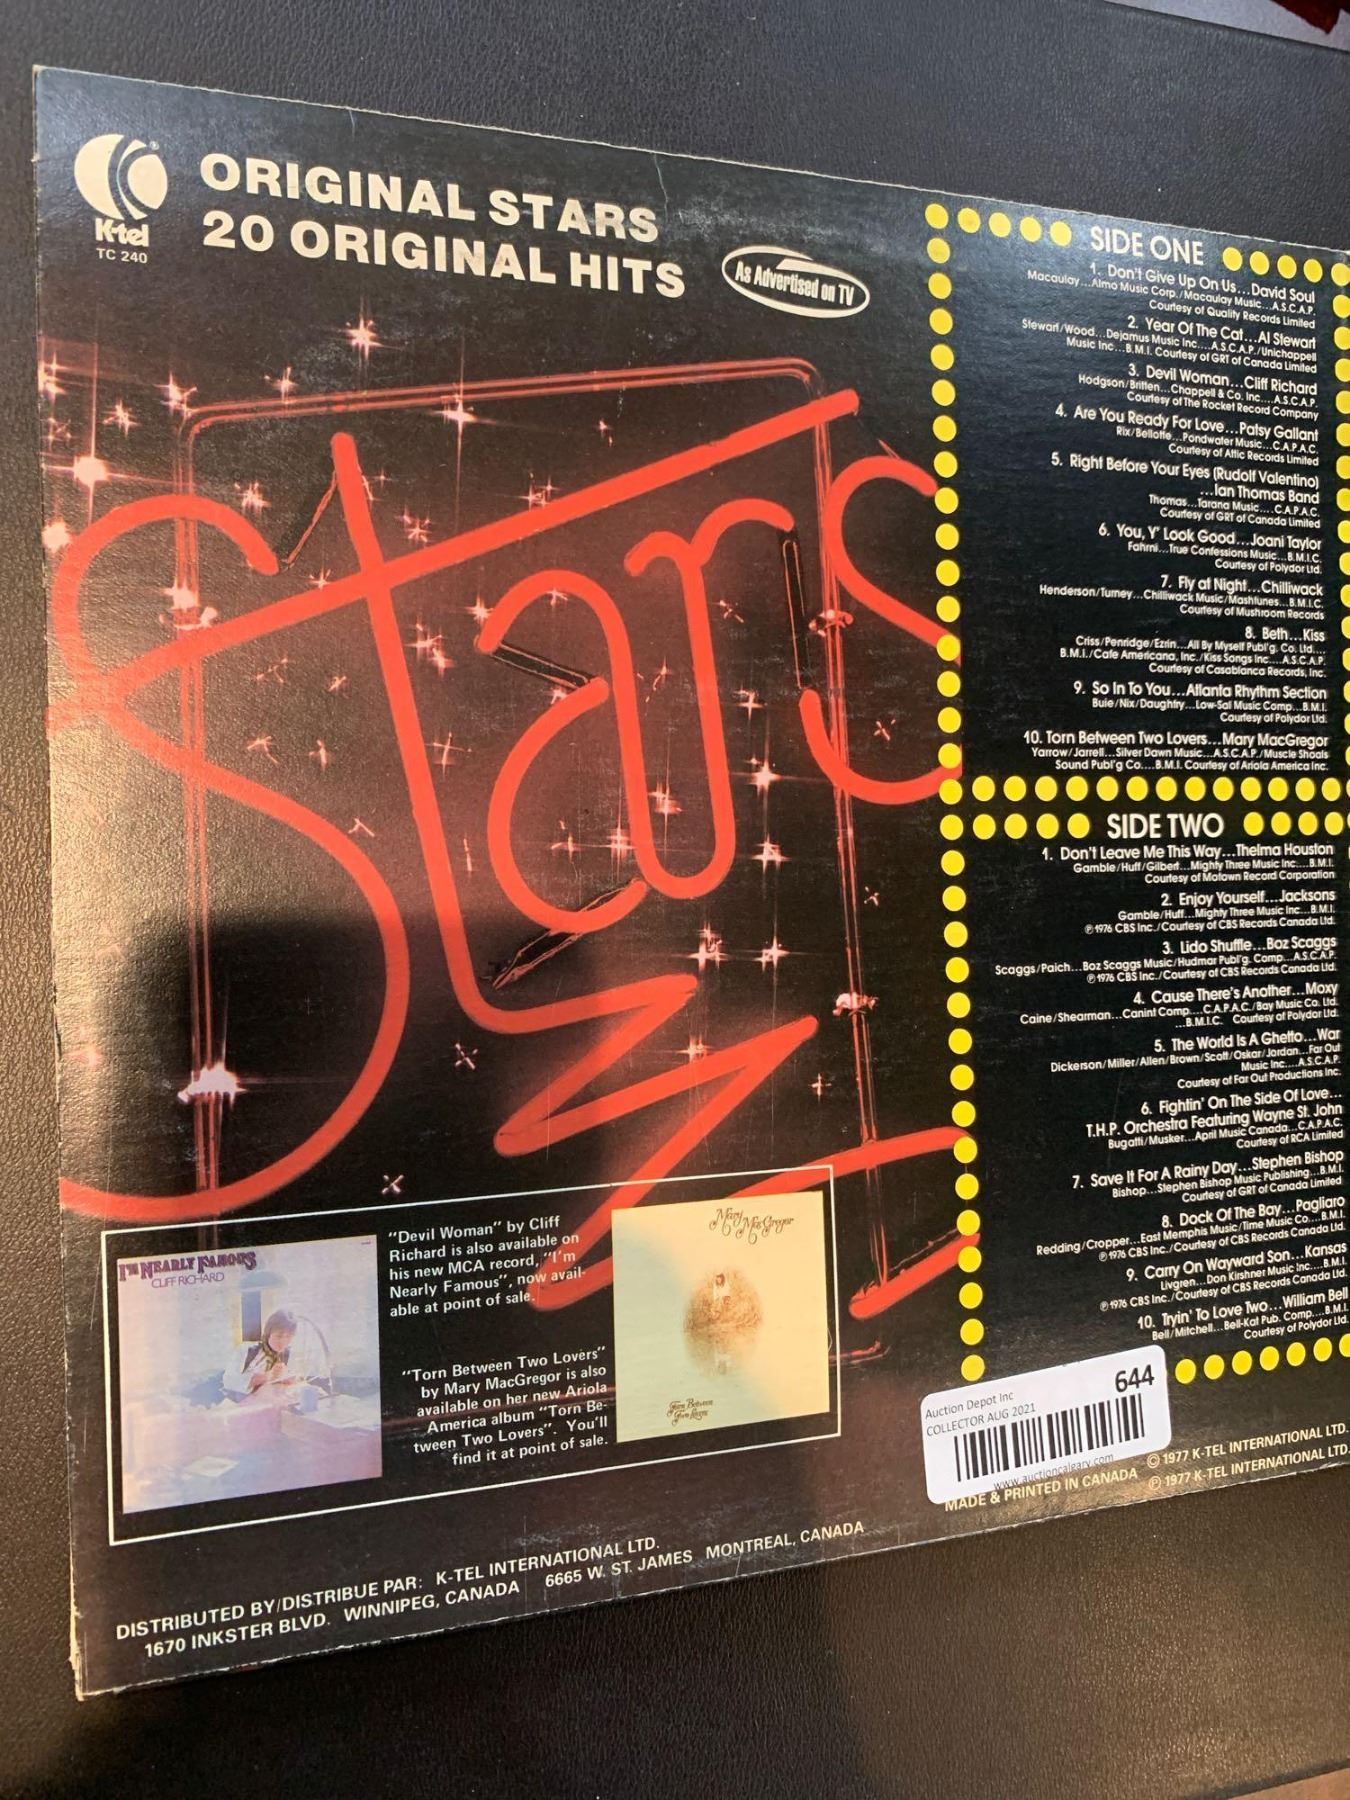 K-tel
®
TC 240
ORIGINAL STARS
20 ORIGINAL HITS
As Advertised on TV
Stars
SIDE ONE
1. Don't Give Up On Us...David Soul
Macaulay...Almo Music Corp./Macaulay Music...A.S.C.A.P.
Courtesy of Quality Records Limited
2. Year Of The Cat...Al Stewart
Stewart/Wood...Dejamus Music Inc....A.S.C.A.P./Unichappell
Music Inc...B.M.I. Courtesy of GRT of Canada Limited
3. Devil Woman...Cliff Richard
Hodgson/Britten...Chappell & Co. Inc....A.S.C.A.P.
Courtesy of The Rocket Record Company
4. Are You Ready For Love...Patsy Gallant
Rix/Bellotte...Pondwater Music...C.A.P.A.C.
Courtesy of Attic Records Limited
5. Right Before Your Eyes (Rudolf Valentino)
...Ian Thomas Band
Thomas...Tarana Music....C.A.P.A.C.
Courtesy of GRT of Canada Limited
6. You, Y' Look Good...Joani Taylor
Fahrni...True Confessions Music...B.M.I.C.
Courtesy of Polydor Ltd.
7. Fly at Night...Chilliwack
Henderson/Turney...Chilliwack Music/Mashtunes...B.M.I.C.
Courtesy of Mushroom Records
8. Beth...Kiss
Criss/Penridge/Ezrin...All By Myself Publ'g. Co. Ltd....
B.M.I./Cafe Americana, Inc./Kiss Songs Inc....A.S.C.A.P.
Courtesy of Casablanca Records, Inc.
9. So In To You...Atlanta Rhythm Section
Buie/Nix/Daughtry...Low-Sal Music Comp...B.M.I.
Courtesy of Polydor Ltd.
10. Torn Between Two Lovers...Mary MacGregor
Yarrow/Jarrell...Silver Dawn Music...A.S.C.A.P./Muscle Shoals
Sound Publ'g Co....B.M.I. Courtesy of Ariola America Inc.
SIDE TWO
1. Don't Leave Me This Way...Thelma Houston
Gamble/Huff/Gilbert...Mighty Three Music Inc....B.M.I.
Courtesy of Motown Record Corporation
2. Enjoy Yourself...Jacksons
Gamble/Huff...Mighty Three Music Inc...B.M.I.
℗ 1976 CBS Inc./Courtesy of CBS Records Canada Ltd.
3. Lido Shuffle...Boz Scaggs
Scaggs/Paich...Boz Scaggs Music/Hudmar Publ'g. Comp...A.S.C.A.P.
℗ 1976 CBS Inc./Courtesy of CBS Records Canada Ltd.
4. Cause There's Another...Moxy
Caine/Shearman...Canint Comp....C.A.P.A.C./Bay Music Co. Ltd.
...B.M.I.C. Courtesy of Polydor Ltd.
5. The World Is A Ghetto...War
Dickerson/Miller/Allen/Brown/Scott/Oskar/Jordan...Far Out
Music Inc....A.S.C.A.P.
Courtesy of Far Out Productions Inc.
6. Fightin' On The Side Of Love...
T.H.P. Orchestra Featuring Wayne St. John
Bugatti/Musker...April Music Canada...C.A.P.A.C.
Courtesy of RCA Limited
7. Save It For A Rainy Day...Stephen Bishop
Bishop...Stephen Bishop Music Publishing...B.M.I.
Courtesy of GRT of Canada Limited
8. Dock Of The Bay...Pagliaro
Redding/Cropper...East Memphis Music/Time Music Co...B.M.I.
℗ 1976 CBS Inc./Courtesy of CBS Records Canada Ltd.
9. Carry On Wayward Son...Kansas
Livgren...Don Kirshner Music Inc....B.M.I.
℗ 1976 CBS Inc./Courtesy of CBS Records Canada Ltd.
10. Tryin' To Love Two...William Bell
Bell/Mitchell...Bell-Kat Pub. Comp....B.M.I.
Courtesy of Polydor Ltd.
I'M NEARLY FAMOUS
CLIFF RICHARD
"Devil Woman" by Cliff
Richard is also available on
his new MCA record, "I'm
Nearly Famous", now avail-
able at point of sale.
"Torn Between Two Lovers"
by Mary MacGregor is also
available on her new Ariola
America album "Torn Be-
tween Two Lovers". You'll
find it at point of sale.
Mary MacGregor
Torn Between
Two Lovers
644
Auction Depot Inc
COLLECTOR AUG 2021
www.auctioncalgary.com
MADE & PRINTED IN CANADA
© 1977 K-TEL INTERNATIONAL LTD.
℗ 1977 K-TEL INTERNATIONAL LTD.
DISTRIBUTED BY/DISTRIBUE PAR: K-TEL INTERNATIONAL LTD.
1670 INKSTER BLVD. WINNIPEG, CANADA 6665 W. ST. JAMES MONTREAL, CANADA